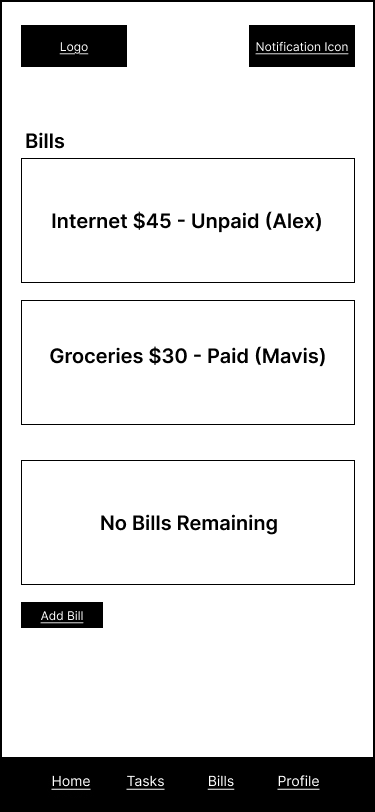 Logo
Notification Icon
Bills
Internet $45 - Unpaid (Alex)
Groceries $30 - Paid (Mavis)
No Bills Remaining
Add Bill
Home Tasks Bills Profile